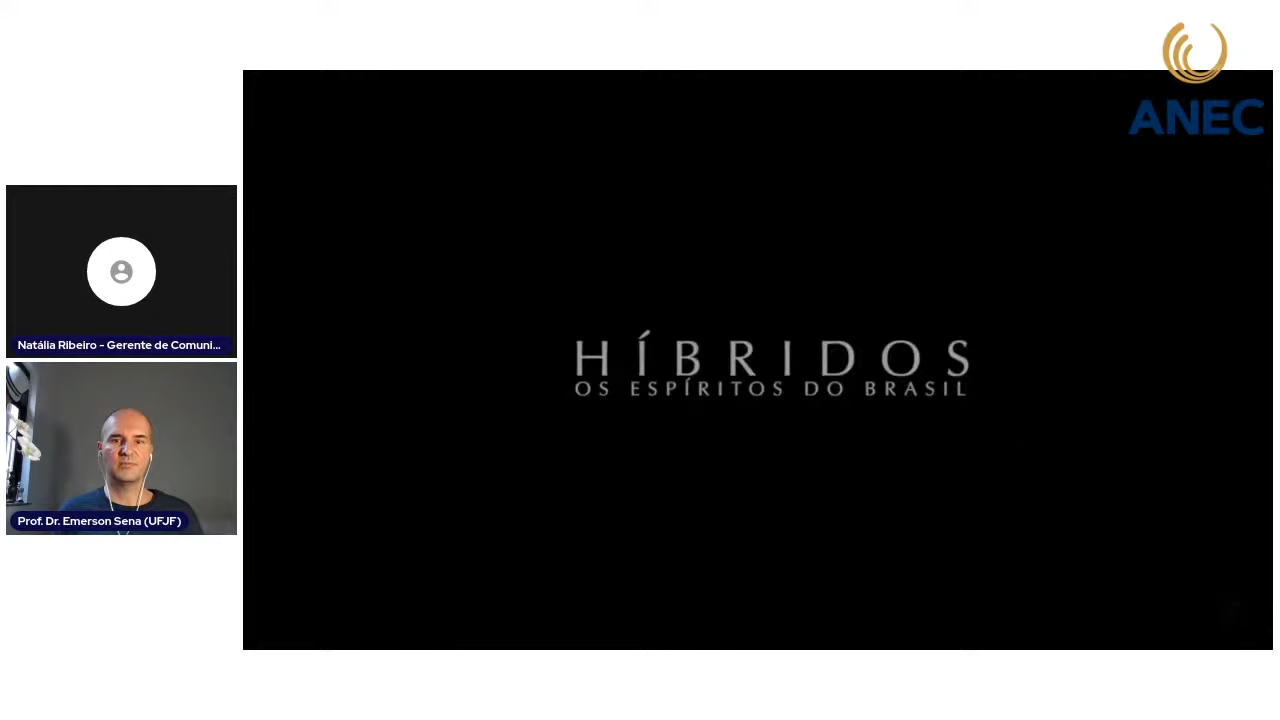 ANEC
Natália Ribeiro - Gerente de Comuni...
HÍBRIDOS
OS ESPÍRITOS DO BRASIL
Prof. Dr. Emerson Sena (UFJF)